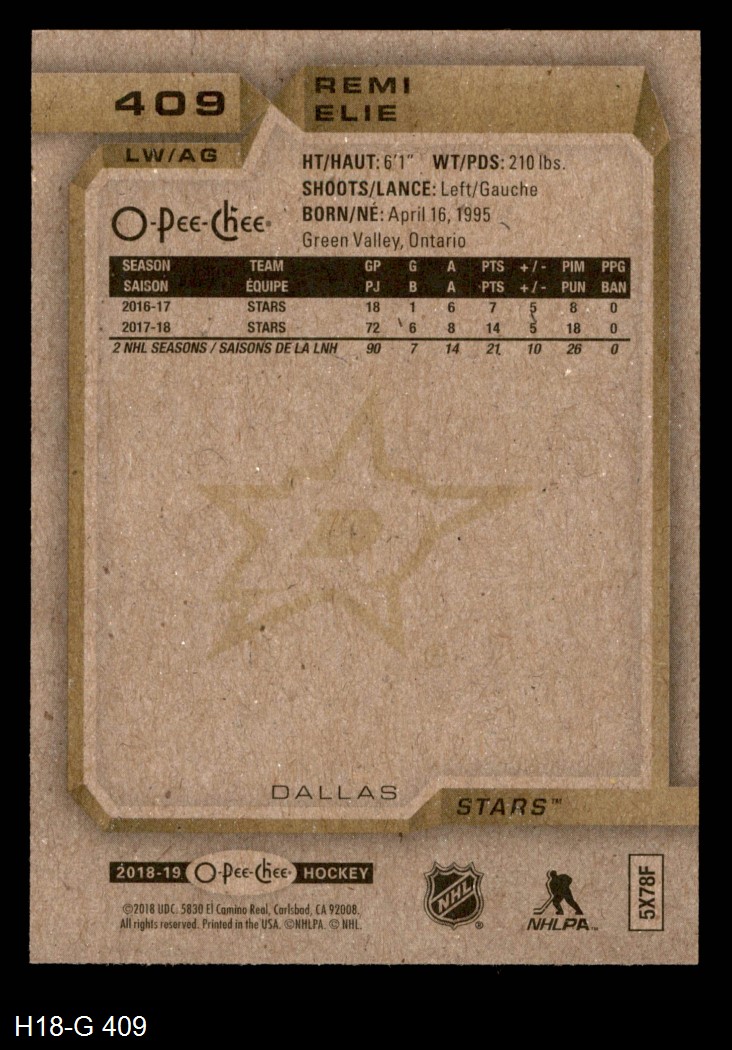 409
REMI
ELIE
LW/AG
HT/HAUT: 6'1" WT/PDS: 210 lbs.
SHOOTS/LANCE: Left/Gauche
BORN/NÉ: April 16, 1995
Green Valley, Ontario
O-Pee-Chee
SEASON TEAM GP G A PTS +/- PIM PPG
SAISON ÉQUIPE PJ B A PTS +/- PUN BAN
2016-17 STARS 18 1 6 7 5 8 0
2017-18 STARS 72 6 8 14 5 18 0
2 NHL SEASONS / SAISONS DE LA LNH 90 7 14 21 10 26 0
DALLAS
STARS™
2018-19 O-Pee-Chee HOCKEY
©2018 UDC. 5830 El Camino Real, Carlsbad, CA 92008.
All rights reserved. Printed in the USA. ©NHLPA. © NHL.
NHL ®
NHLPA™
5X78F
H18-G 409